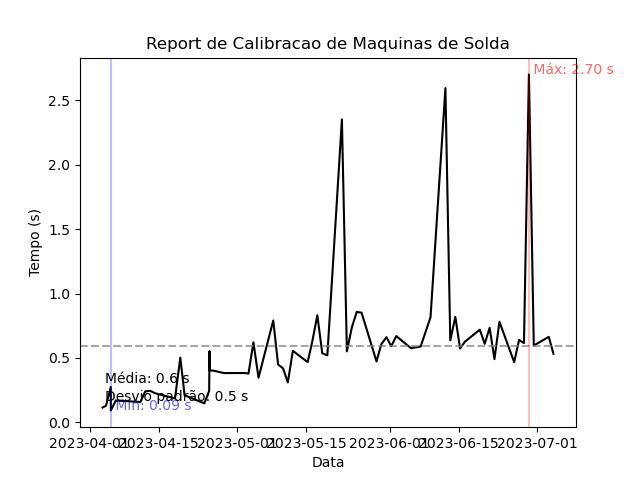 Report de Calibracao de Maquinas de Solda
Máx: 2.70 s
2.5
2.0
1.5
1.0
0.5
0.0
Tempo (s)
Média: 0.6 s
Desvio padrão: 0.5 s
Min: 0.09 s
2023-04-01
2023-04-15
2023-05-01
2023-05-15
2023-06-01
2023-06-15
2023-07-01
Data